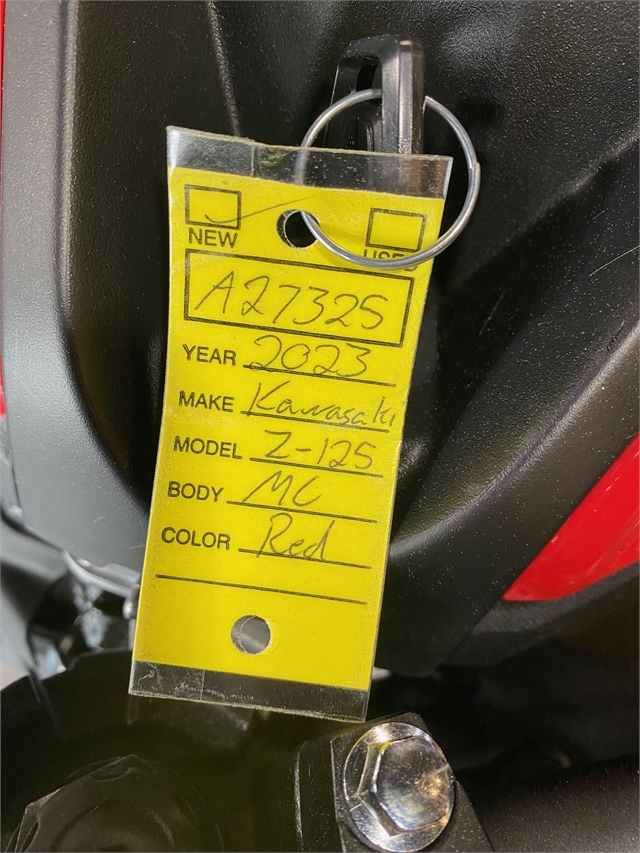 NEW USED
A27325
YEAR 2023
MAKE Kawasaki
MODEL Z-125
BODY MC
COLOR Red